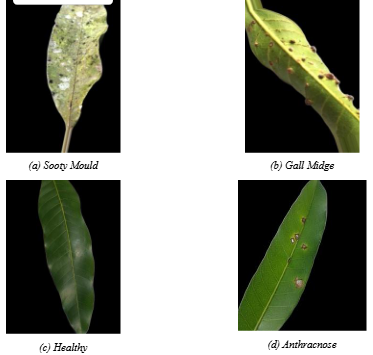 (a) Sooty Mould
(b) Gall Midge
(c) Healthy
(d) Anthracnose